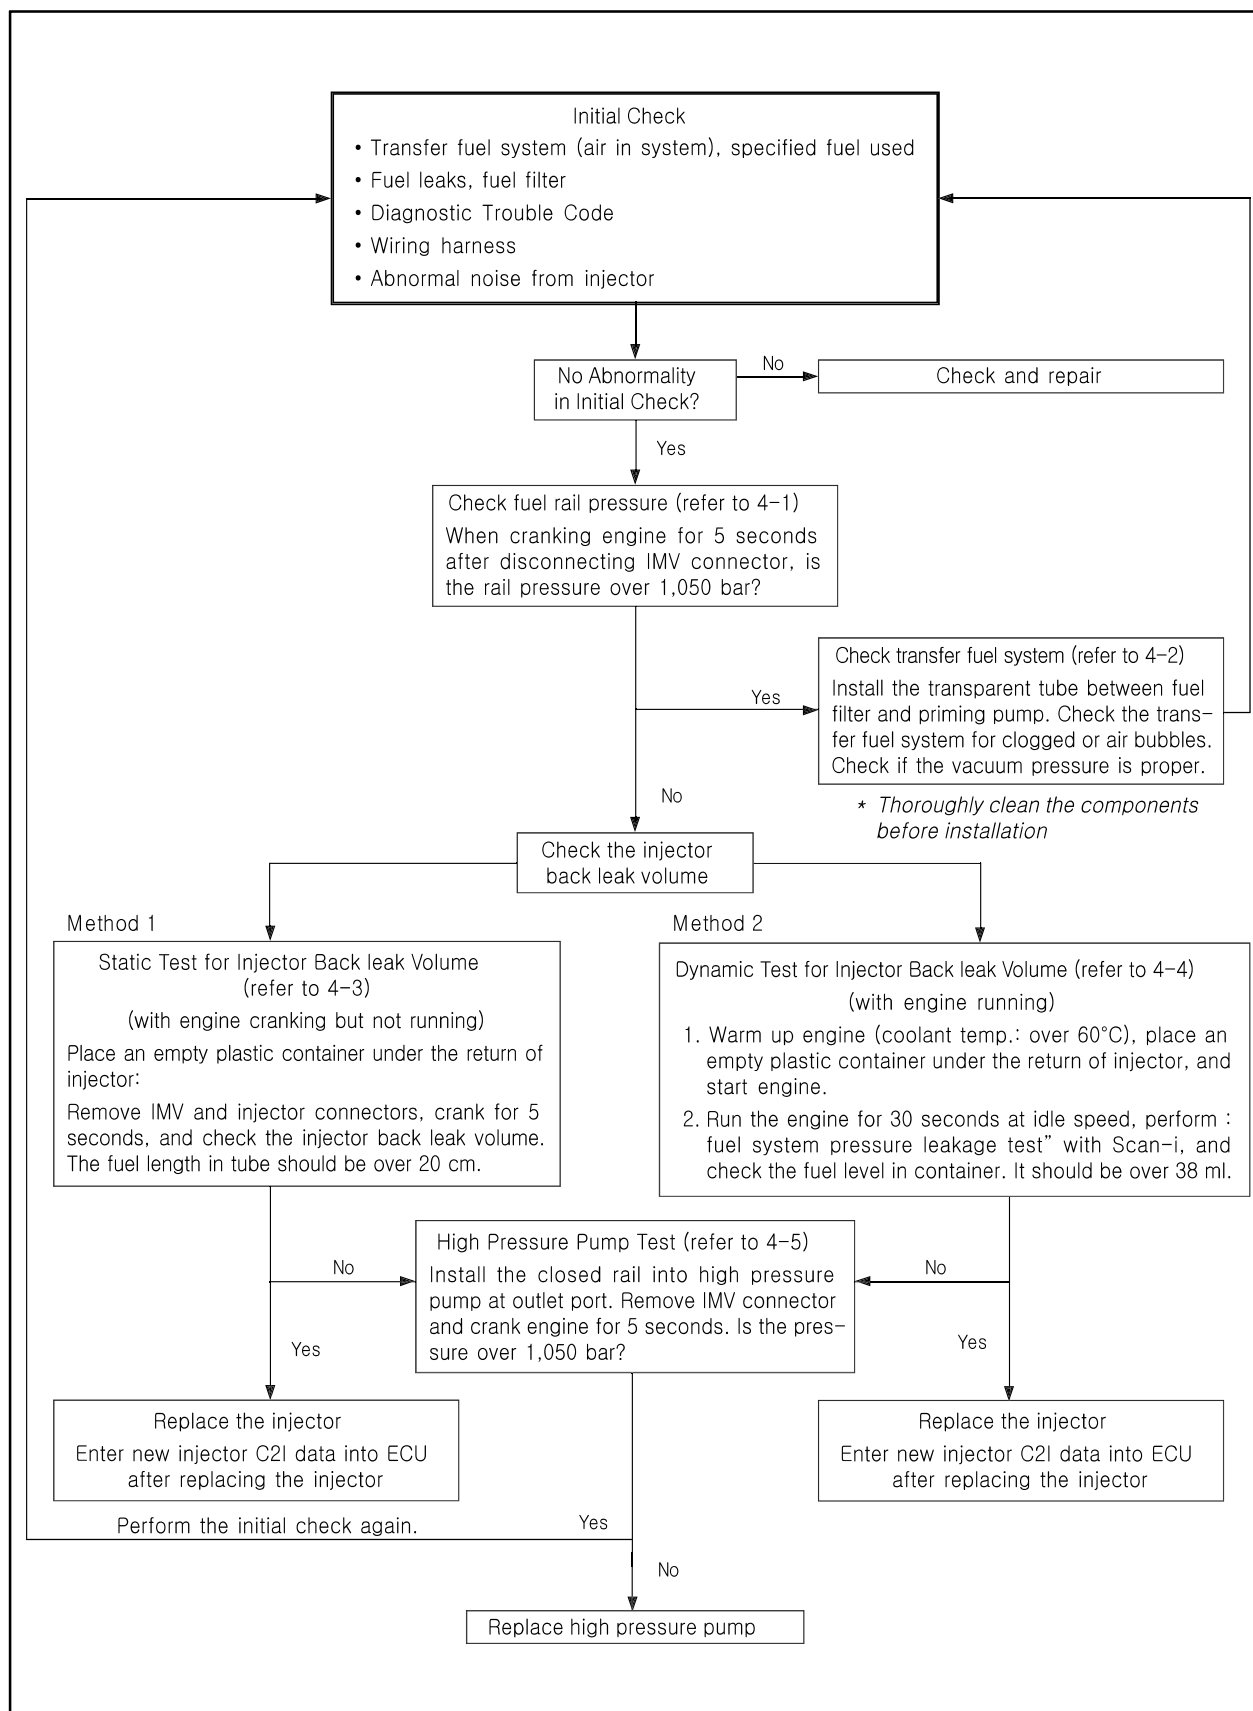 Initial Check
• Transfer fuel system (air in system), specified fuel used
• Fuel leaks, fuel filter
• Diagnostic Trouble Code
• Wiring harness
• Abnormal noise from injector
No Abnormality
in Initial Check?
No
Check and repair
Yes
Check fuel rail pressure (refer to 4-1)
When cranking engine for 5 seconds
after disconnecting IMV connector, is
the rail pressure over 1,050 bar?
Yes
Check transfer fuel system (refer to 4-2)
Install the transparent tube between fuel
filter and priming pump. Check the trans-
fer fuel system for clogged or air bubbles.
Check if the vacuum pressure is proper.
* Thoroughly clean the components
before installation
No
Check the injector
back leak volume
Method 1
Static Test for Injector Back leak Volume
(refer to 4-3)
(with engine cranking but not running)
Place an empty plastic container under the return of
injector:
Remove IMV and injector connectors, crank for 5
seconds, and check the injector back leak volume.
The fuel length in tube should be over 20 cm.
Method 2
Dynamic Test for Injector Back leak Volume (refer to 4-4)
(with engine running)
1. Warm up engine (coolant temp.: over 60°C), place an
empty plastic container under the return of injector, and
start engine.
2. Run the engine for 30 seconds at idle speed, perform :
fuel system pressure leakage test” with Scan-i, and
check the fuel level in container. It should be over 38 ml.
No
High Pressure Pump Test (refer to 4-5)
Install the closed rail into high pressure
pump at outlet port. Remove IMV connector
and crank engine for 5 seconds. Is the pres-
sure over 1,050 bar?
No
Yes
Yes
Replace the injector
Enter new injector C2I data into ECU
after replacing the injector
Replace the injector
Enter new injector C2I data into ECU
after replacing the injector
Perform the initial check again.
Yes
No
Replace high pressure pump